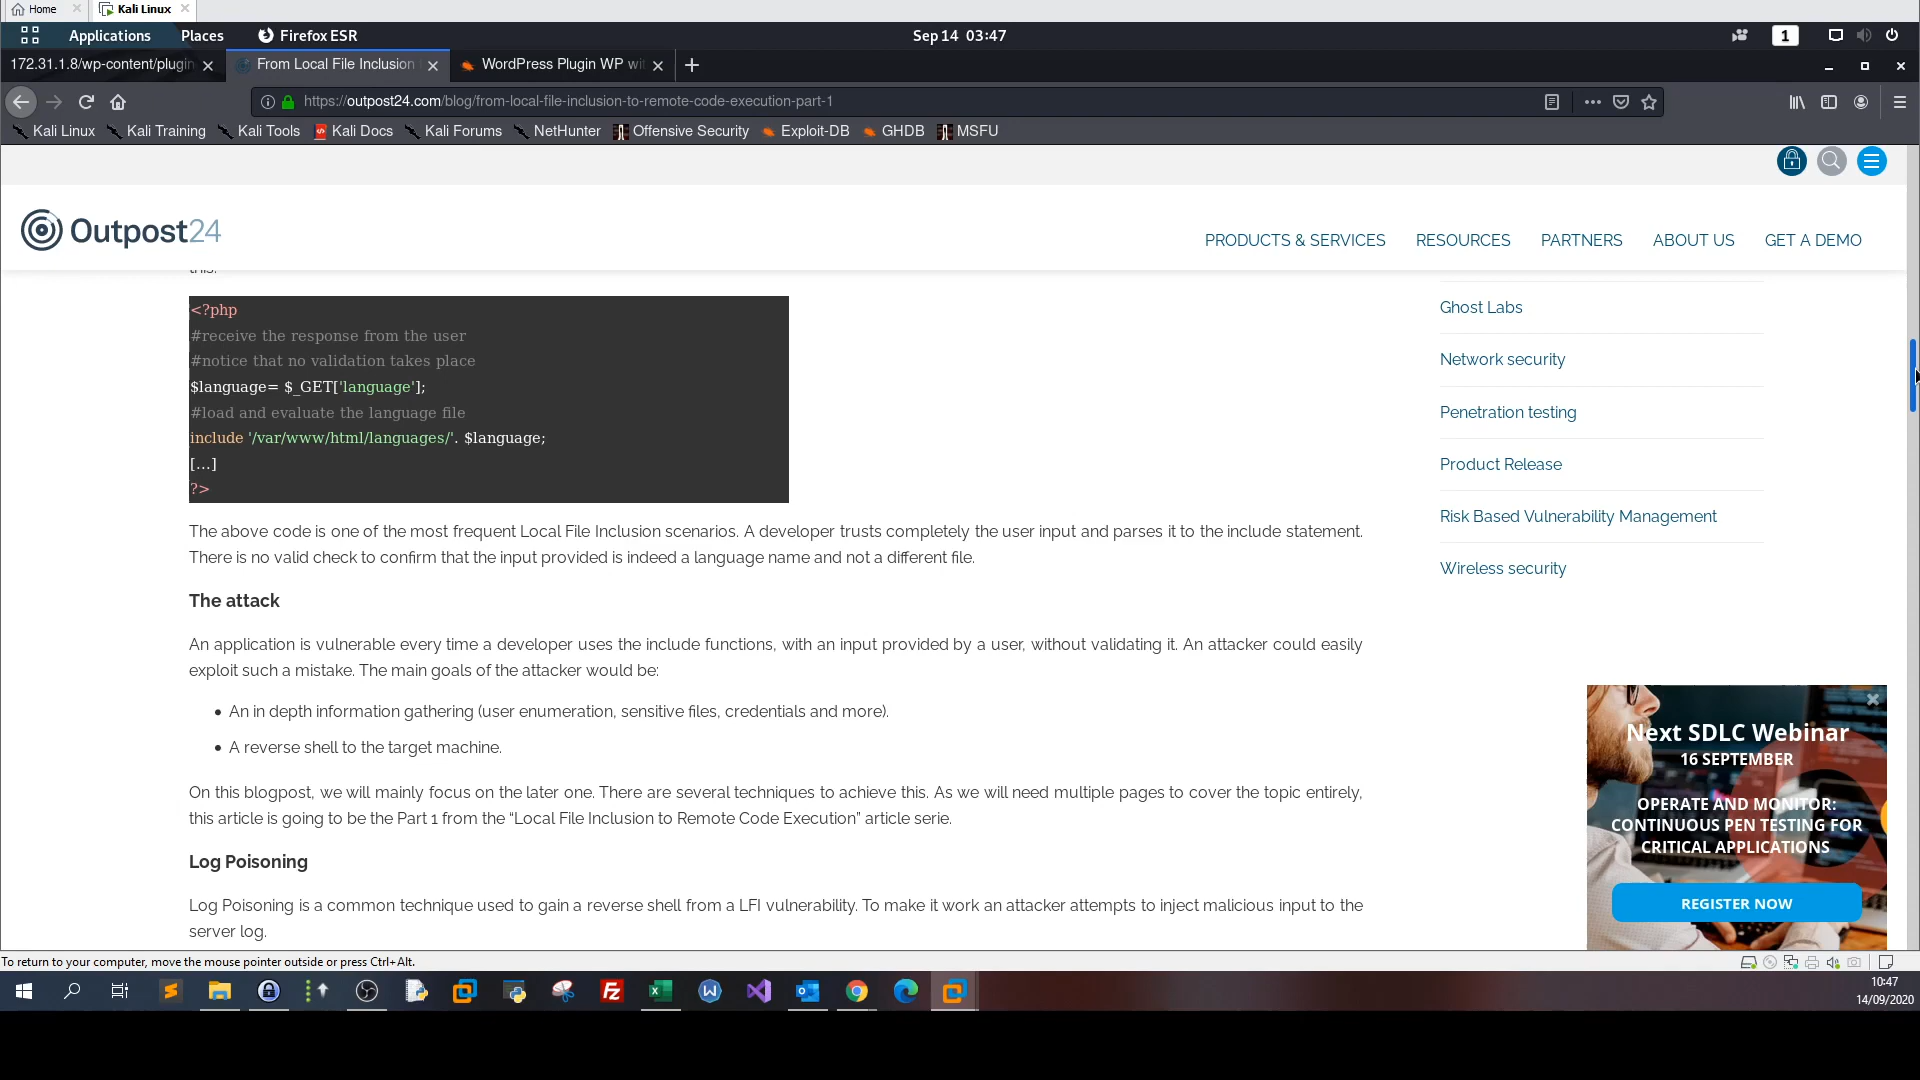 Home
Kali Linux
Applications
Places
Firefox ESR
Sep 14 03:47
1
172.31.1.8/wp-content/plugin
From Local File Inclusion
WordPress Plugin WP wit
https://outpost24.com/blog/from-local-file-inclusion-to-remote-code-execution-part-1
Kali Linux
Kali Training
Kali Tools
Kali Docs
Kali Forums
NetHunter
Offensive Security
Exploit-DB
GHDB
MSFU
Outpost24
PRODUCTS & SERVICES
RESOURCES
PARTNERS
ABOUT US
GET A DEMO
this:
<?php
#receive the response from the user
#notice that no validation takes place
$language= $_GET['language'];
#load and evaluate the language file
include '/var/www/html/languages/'. $language;
[...]
?>
The above code is one of the most frequent Local File Inclusion scenarios. A developer trusts completely the user input and parses it to the include statement.
There is no valid check to confirm that the input provided is indeed a language name and not a different file.
The attack
An application is vulnerable every time a developer uses the include functions, with an input provided by a user, without validating it. An attacker could easily
exploit such a mistake. The main goals of the attacker would be:
• An in depth information gathering (user enumeration, sensitive files, credentials and more).
• A reverse shell to the target machine.
On this blogpost, we will mainly focus on the later one. There are several techniques to achieve this. As we will need multiple pages to cover the topic entirely,
this article is going to be the Part 1 from the “Local File Inclusion to Remote Code Execution” article serie.
Log Poisoning
Log Poisoning is a common technique used to gain a reverse shell from a LFI vulnerability. To make it work an attacker attempts to inject malicious input to the
server log.
Ghost Labs
Network security
Penetration testing
Product Release
Risk Based Vulnerability Management
Wireless security
Next SDLC Webinar
16 SEPTEMBER
OPERATE AND MONITOR:
CONTINUOUS PEN TESTING FOR
CRITICAL APPLICATIONS
REGISTER NOW
To return to your computer, move the mouse pointer outside or press Ctrl+Alt.
10:47
14/09/2020